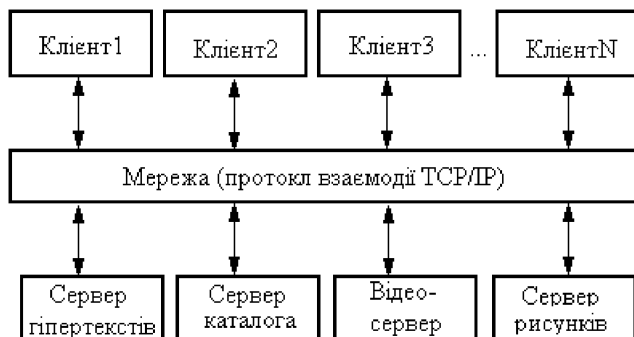 Клієнт1
Клієнт2
Клієнт3
...
КлієнтN
Мережа (протокл взаємодії TCP/IP)
Сервер
гіпертекстів
Сервер
каталога
Відео-
сервер
Сервер
рисунків